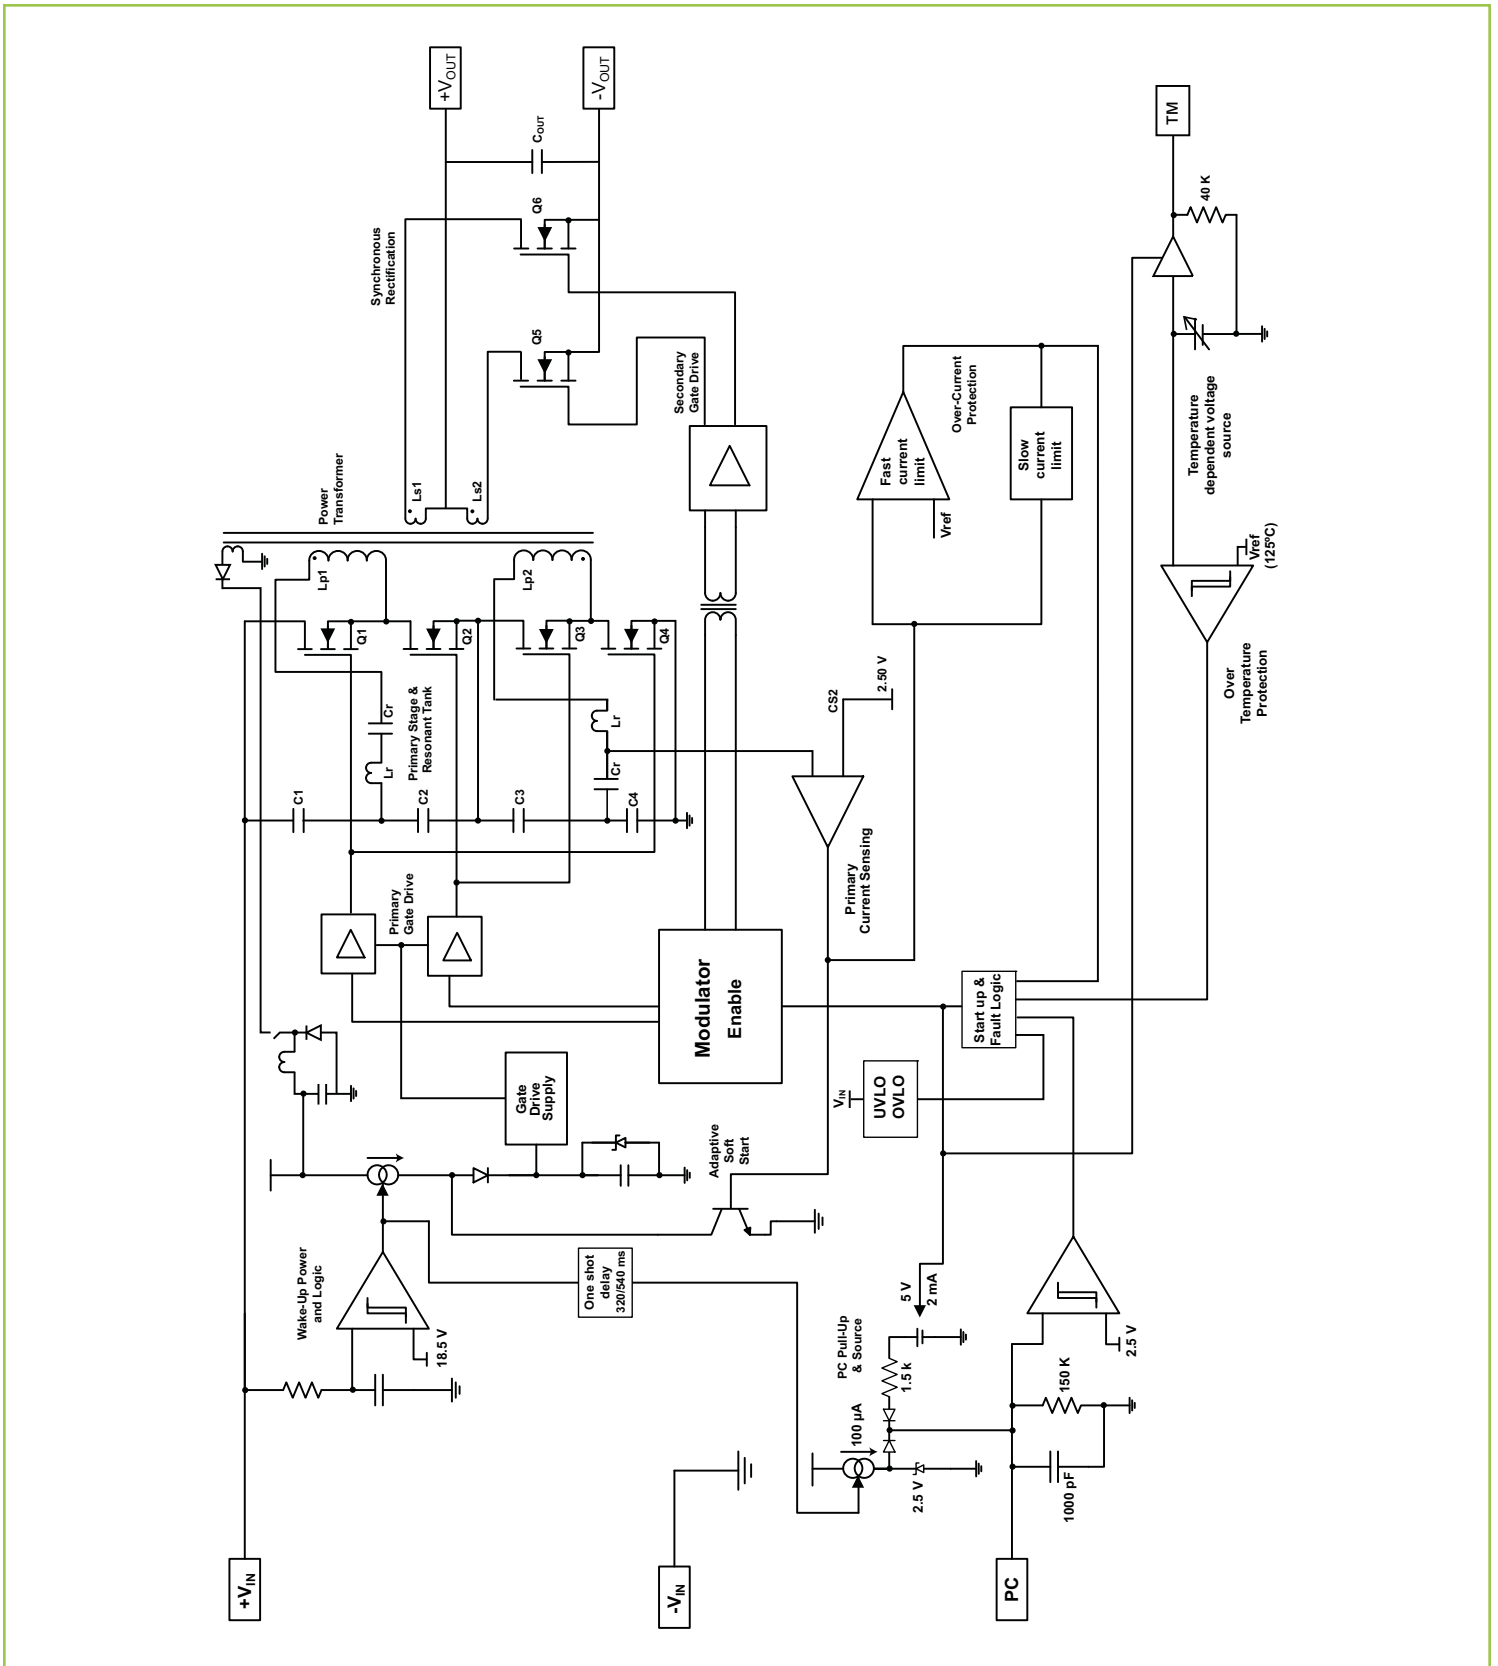 +VIN
-VIN
PC
+VOUT
-VOUT
TM
COUT
Q6
Q5
Synchronous
Rectification
Power
Transformer
Ls1
Ls2
Lp1
Lp2
Secondary
Gate Drive
Q1
Q2
Q3
Q4
Cr
Lr
Primary Stage &
Resonant Tank
Lr
Cr
C1
C2
C3
C4
Primary
Gate Drive
Modulator
Enable
Gate
Drive
Supply
Adaptive
Soft
Start
Wake-Up Power
and Logic
18.5 V
One shot
delay
320/540 ms
PC Pull-Up
& Source
100 µA
2.5 V
1.5 k
5 V
2 mA
1000 pF
150 K
2.5 V
VIN
UVLO
OVLO
Start up &
Fault Logic
Primary
Current Sensing
CS2
2.50 V
Fast
current
limit
Vref
Over-Current
Protection
Slow
current
limit
Over
Temperature
Protection
Vref
(125ºC)
Temperature
dependent voltage
source
40 K